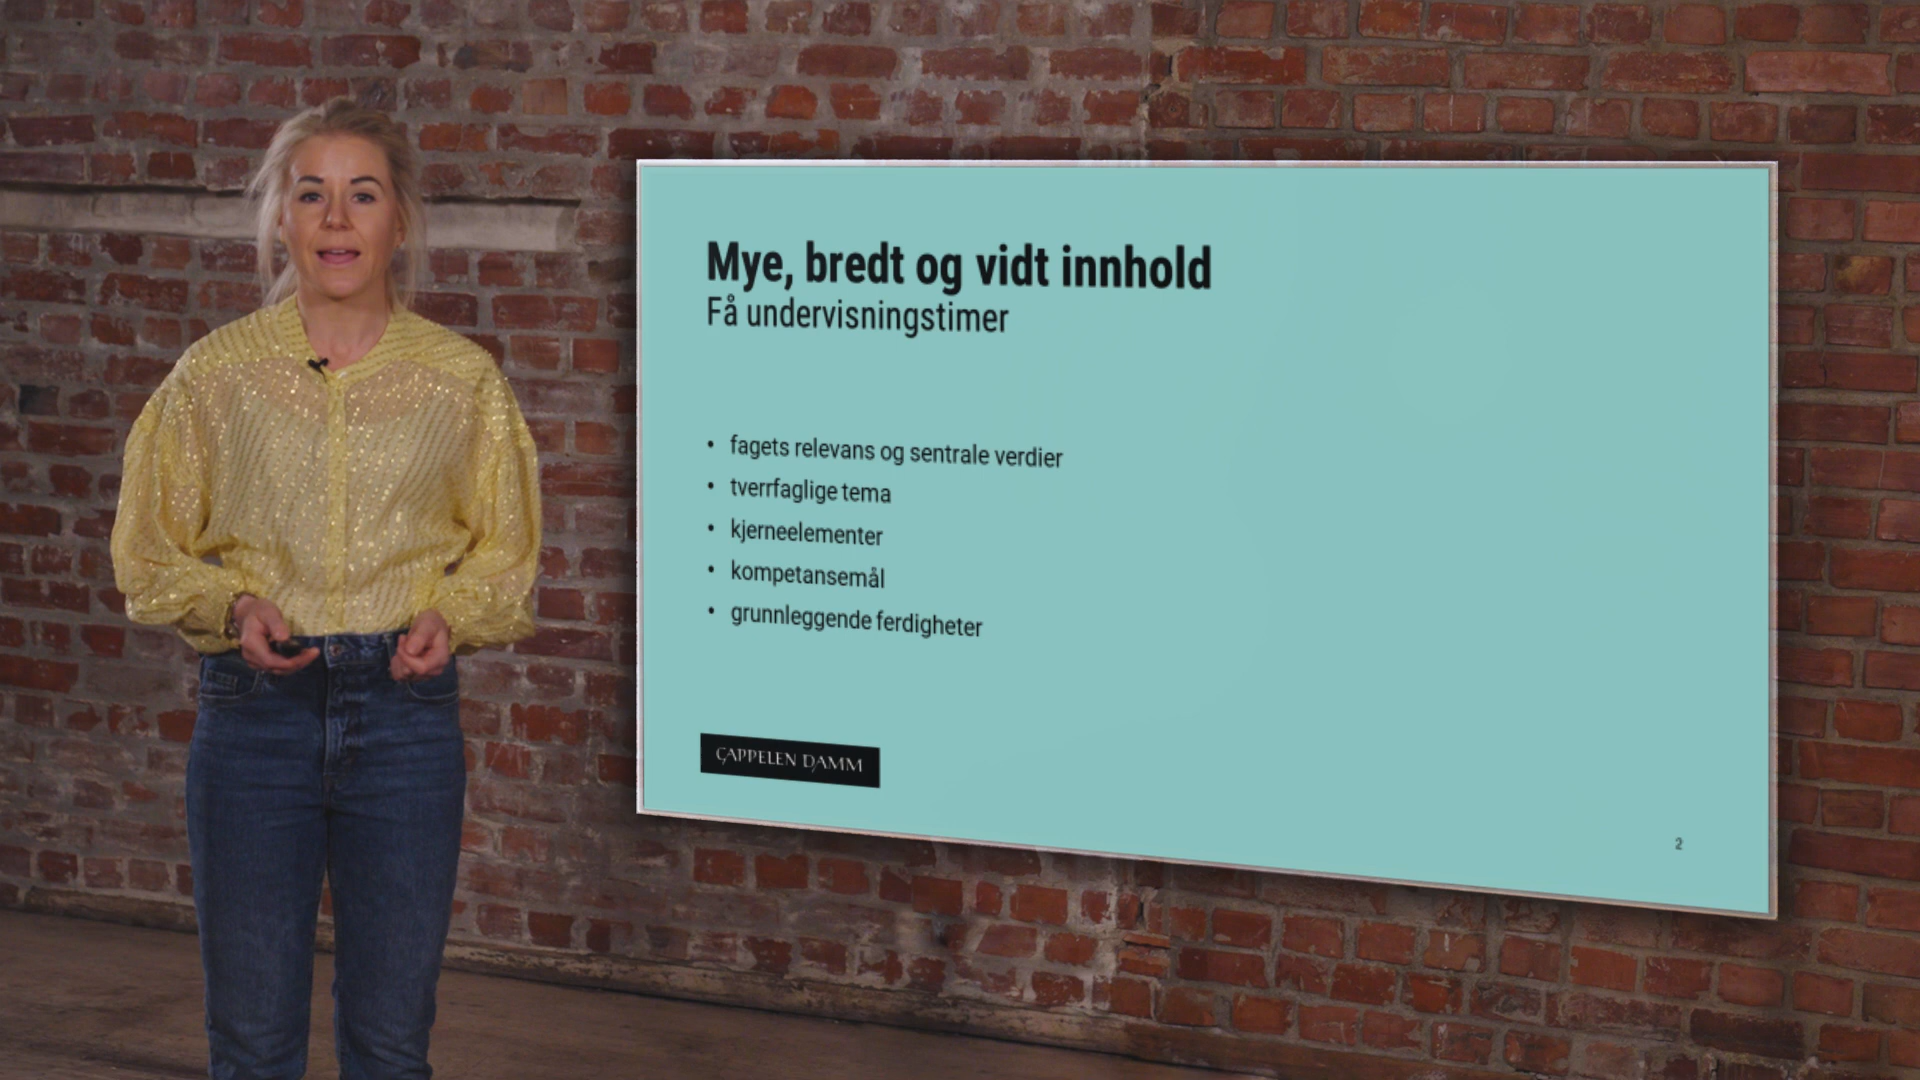 Mye, bredt og vidt innhold
Få undervisningstimer
• fagets relevans og sentrale verdier
• tverrfaglige tema
• kjerneelementer
• kompetansemål
• grunnleggende ferdigheter
CAPPELEN DAMM
2